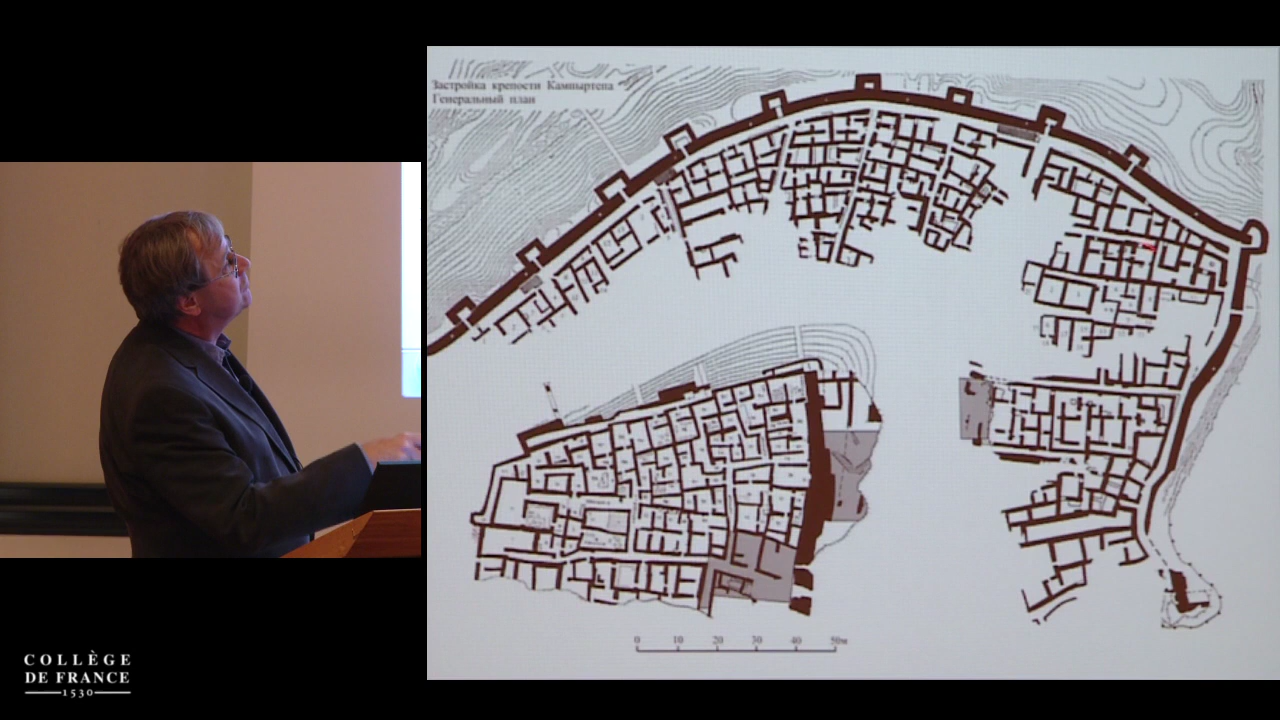 Застройка крепости Кампыртепа
Генеральный план
0 10 20 30 40 50м
COLLÈGE
DE FRANCE
1530